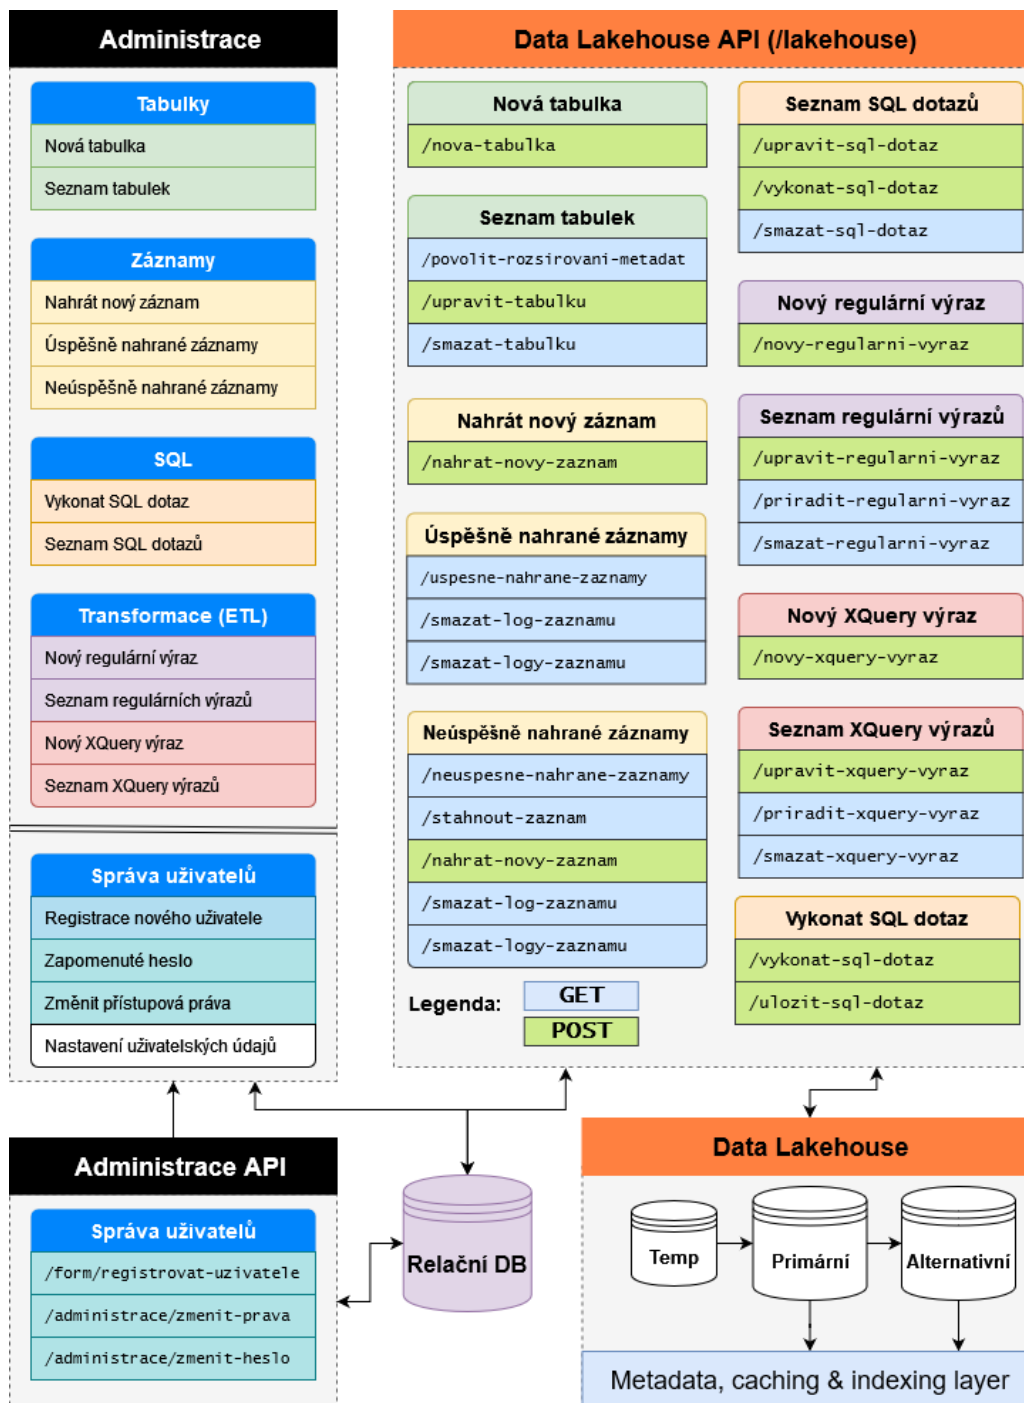 Administrace
Tabulky
Nová tabulka
Seznam tabulek
Záznamy
Nahrát nový záznam
Úspěšně nahrané záznamy
Neúspěšně nahrané záznamy
SQL
Vykonat SQL dotaz
Seznam SQL dotazů
Transformace (ETL)
Nový regulární výraz
Seznam regulárních výrazů
Nový XQuery výraz
Seznam XQuery výrazů
Správa uživatelů
Registrace nového uživatele
Zapomenuté heslo
Změnit přístupová práva
Nastavení uživatelských údajů
Data Lakehouse API (/lakehouse)
Nová tabulka
/nova-tabulka
Seznam tabulek
/povolit-rozsirovani-metadat
/upravit-tabulku
/smazat-tabulku
Nahrát nový záznam
/nahrat-novy-zaznam
Úspěšně nahrané záznamy
/uspesne-nahrane-zaznamy
/smazat-log-zaznamu
/smazat-logy-zaznamu
Neúspěšně nahrané záznamy
/neuspesne-nahrane-zaznamy
/stahnout-zaznam
/nahrat-novy-zaznam
/smazat-log-zaznamu
/smazat-logy-zaznamu
Legenda:
GET
POST
Seznam SQL dotazů
/upravit-sql-dotaz
/vykonat-sql-dotaz
/smazat-sql-dotaz
Nový regulární výraz
/novy-regularni-vyraz
Seznam regulární výrazů
/upravit-regularni-vyraz
/priradit-regularni-vyraz
/smazat-regularni-vyraz
Nový XQuery výraz
/novy-xquery-vyraz
Seznam XQuery výrazů
/upravit-xquery-vyraz
/priradit-xquery-vyraz
/smazat-xquery-vyraz
Vykonat SQL dotaz
/vykonat-sql-dotaz
/ulozit-sql-dotaz
Administrace API
Správa uživatelů
/form/registrovat-uzivatele
/administrace/zmenit-prava
/administrace/zmenit-heslo
Relační DB
Data Lakehouse
Temp
Primární
Alternativní
Metadata, caching & indexing layer